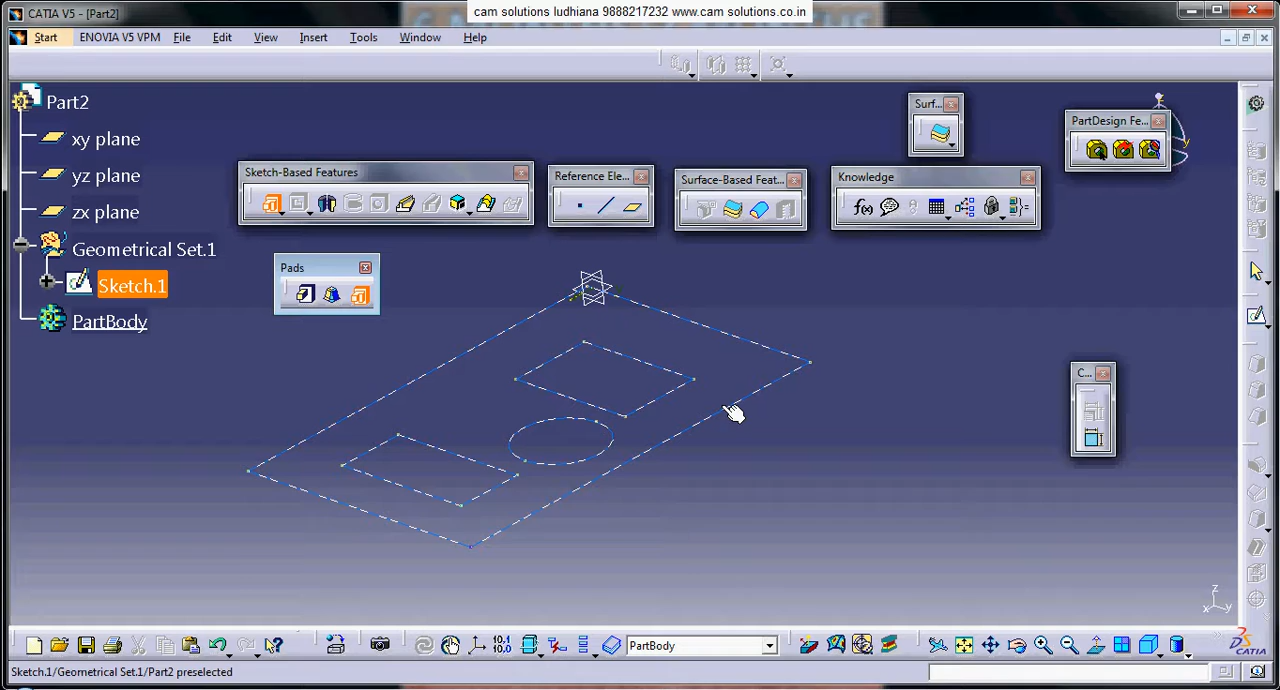 CATIA V5 - [Part2]
cam solutions ludhiana 9888217232 www.cam solutions.co.in
Start ENOVIA V5 VPM File Edit View Insert Tools Window Help
Part2
xy plane
yz plane
zx plane
Geometrical Set.1
Sketch.1
PartBody
Surf...
PartDesign Fe...
Sketch-Based Features
Reference Ele...
Surface-Based Feat...
Knowledge
f(x)
Pads
C...
z
x y
10.1
PartBody
CATIA
Sketch.1/Geometrical Set.1/Part2 preselected